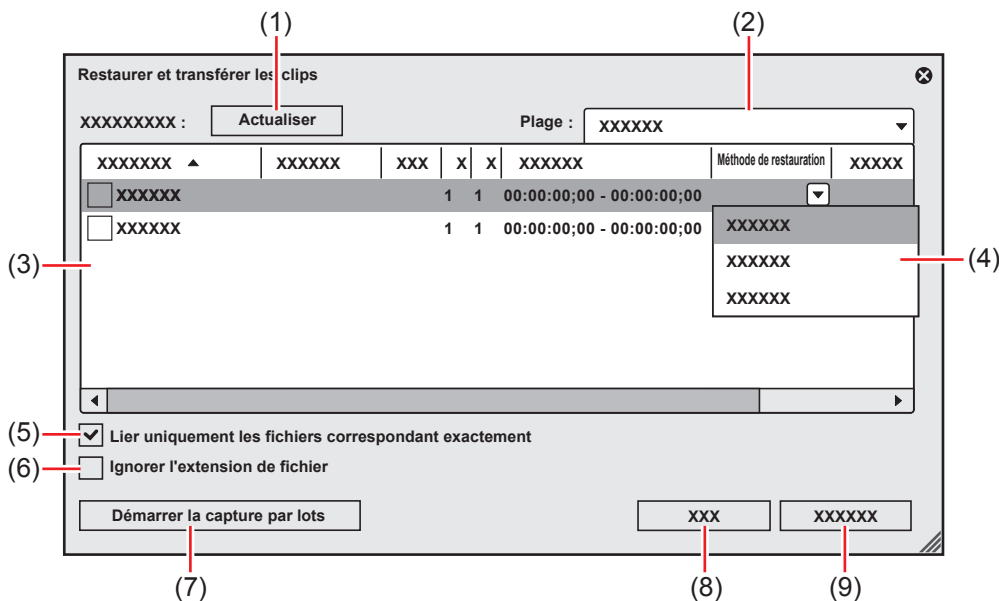 (1) (2)
Restaurer et transférer les clips
XXXXXXXXX : Actualiser Plage : XXXXXX
XXXXXXX XXXXXX XXX X X XXXXXX Méthode de restauration XXXXX
XXXXXX 1 1 00:00:00;00 - 00:00:00;00
XXXXXX 1 1 00:00:00;00 - 00:00:00;00 XXXXXX
(3) XXXXXX (4)
XXXXXX
(5) Lier uniquement les fichiers correspondant exactement
(6) Ignorer l'extension de fichier
Démarrer la capture par lots XXX XXXXXX
(7) (8) (9)